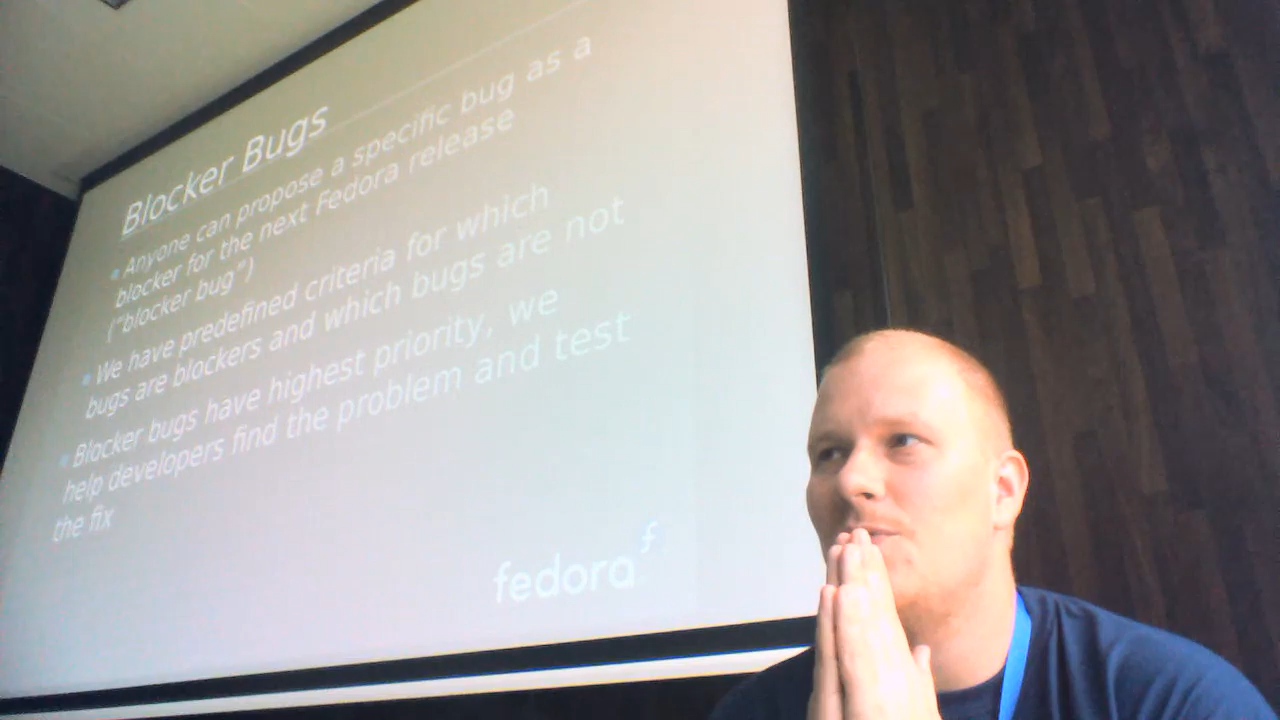 Blocker Bugs
Anyone can propose a specific bug as a
blocker for the next Fedora release
("blocker bug")
We have predefined criteria for which
bugs are blockers and which bugs are not
Blocker bugs have highest priority, we
help developers find the problem and test
the fix
fedora f